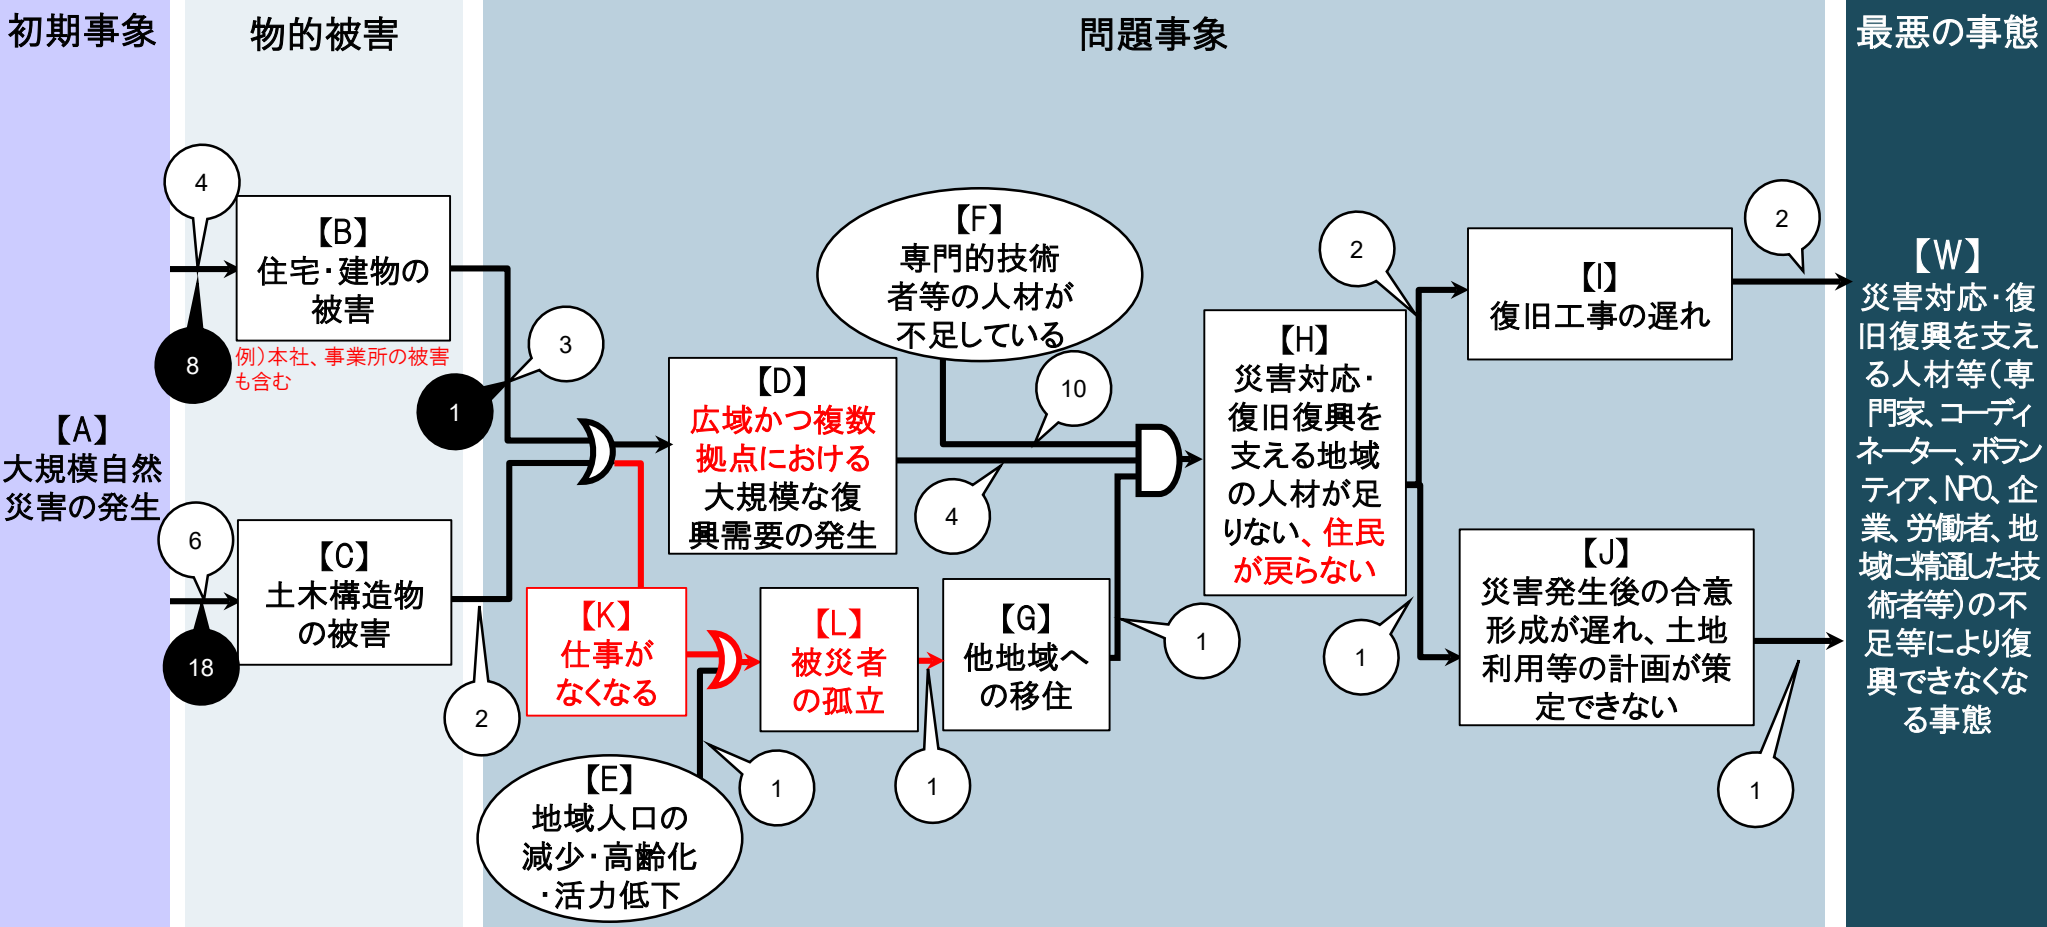 初期事象
物的被害
問題事象
最悪の事態
【A】
大規模自然
災害の発生
4
8
【B】
住宅・建物の
被害
例）本社、事業所の被害
も含む
6
18
【C】
土木構造物
の被害
3
1
2
【D】
広域かつ複数
拠点における
大規模な復
興需要の発生
【K】
仕事が
なくなる
【E】
地域人口の
減少・高齢化
・活力低下
1
【L】
被災者
の孤立
1
【F】
専門的技術
者等の人材が
不足している
10
4
【G】
他地域へ
の移住
1
【H】
災害対応・
復旧復興を
支える地域
の人材が足
りない、住民
が戻らない
2
1
【I】
復旧工事の遅れ
2
【J】
災害発生後の合意
形成が遅れ、土地
利用等の計画が策
定できない
1
【W】
災害対応・復
旧復興を支え
る人材等（専
門家、コーディ
ネーター、ボラン
ティア、NPO、企
業、労働者、地
域に精通した技
術者等）の不
足等により復
興できなくな
る事態